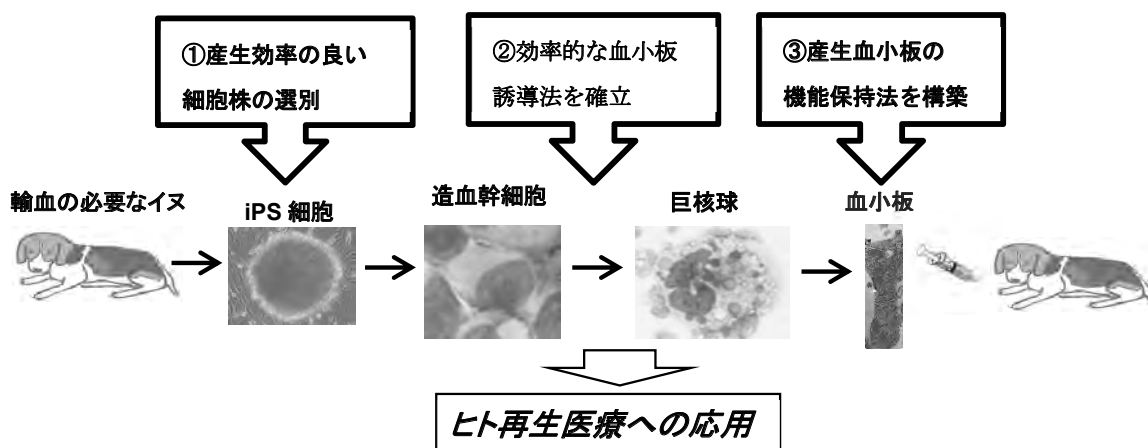 ①産生効率の良い
細胞株の選別
②効率的な血小板
誘導法を確立
③産生血小板の
機能保持法を構築
輸血の必要なイヌ
iPS 細胞
造血幹細胞
巨核球
血小板
ヒト再生医療への応用